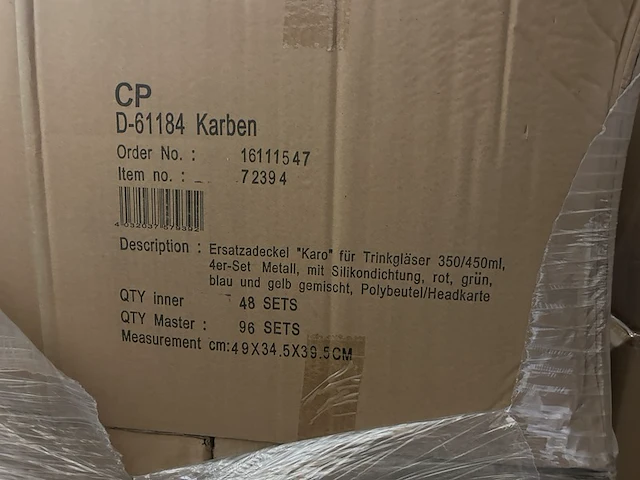 CP
D-61184 Karben
Order No. : 16111547
Item no. : 72394
Description : Ersatzadeckel "Karo" für Trinkgläser 350/450ml,
4er-Set Metall, mit Silikondichtung, rot, grün,
blau und gelb gemischt, Polybeutel/Headkarte
QTY inner 48 SETS
QTY Master : 96 SETS
Measurement cm:49X34.5X39.5CM